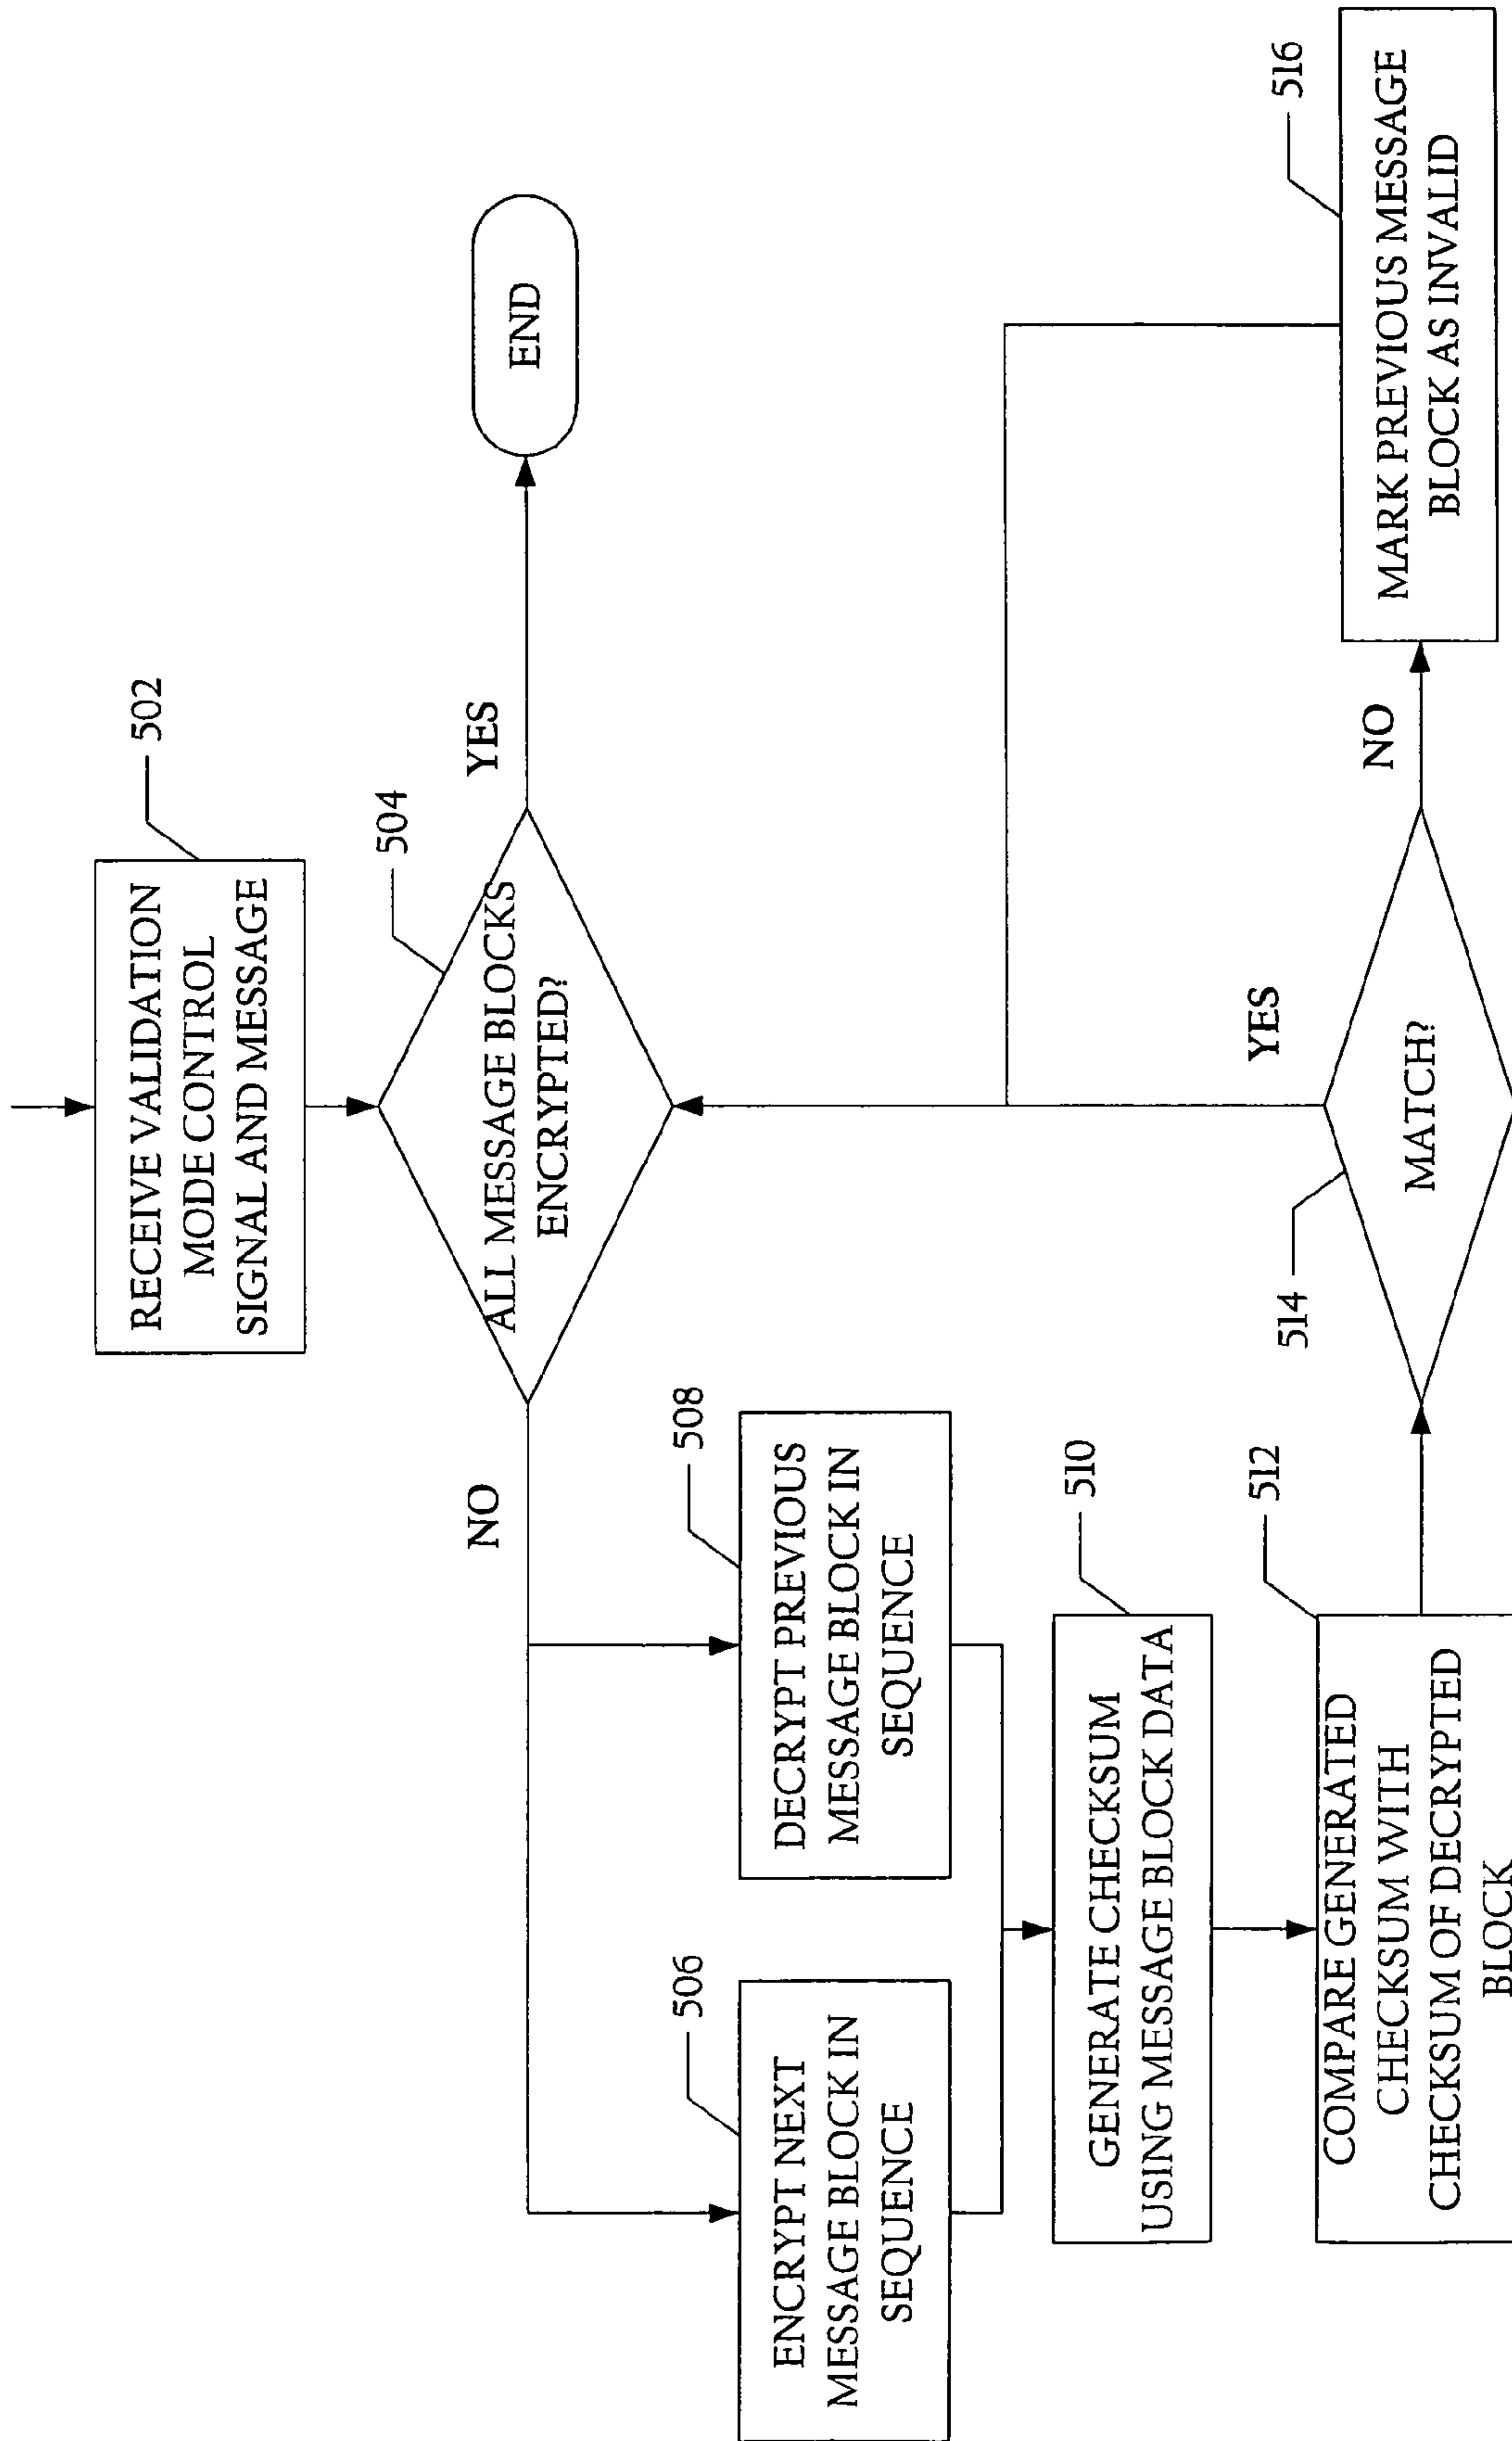 RECEIVE VALIDATION
MODE CONTROL
SIGNAL AND MESSAGE
502
504
ALL MESSAGE BLOCKS
ENCRYPTED?
YES
END
NO
506
ENCRYPT NEXT
MESSAGE BLOCK IN
SEQUENCE
508
DECRYPT PREVIOUS
MESSAGE BLOCK IN
SEQUENCE
510
GENERATE CHECKSUM
USING MESSAGE BLOCK DATA
512
COMPARE GENERATED
CHECKSUM WITH
CHECKSUM OF DECRYPTED
BLOCK
514
MATCH?
YES
NO
516
MARK PREVIOUS MESSAGE
BLOCK AS INVALID